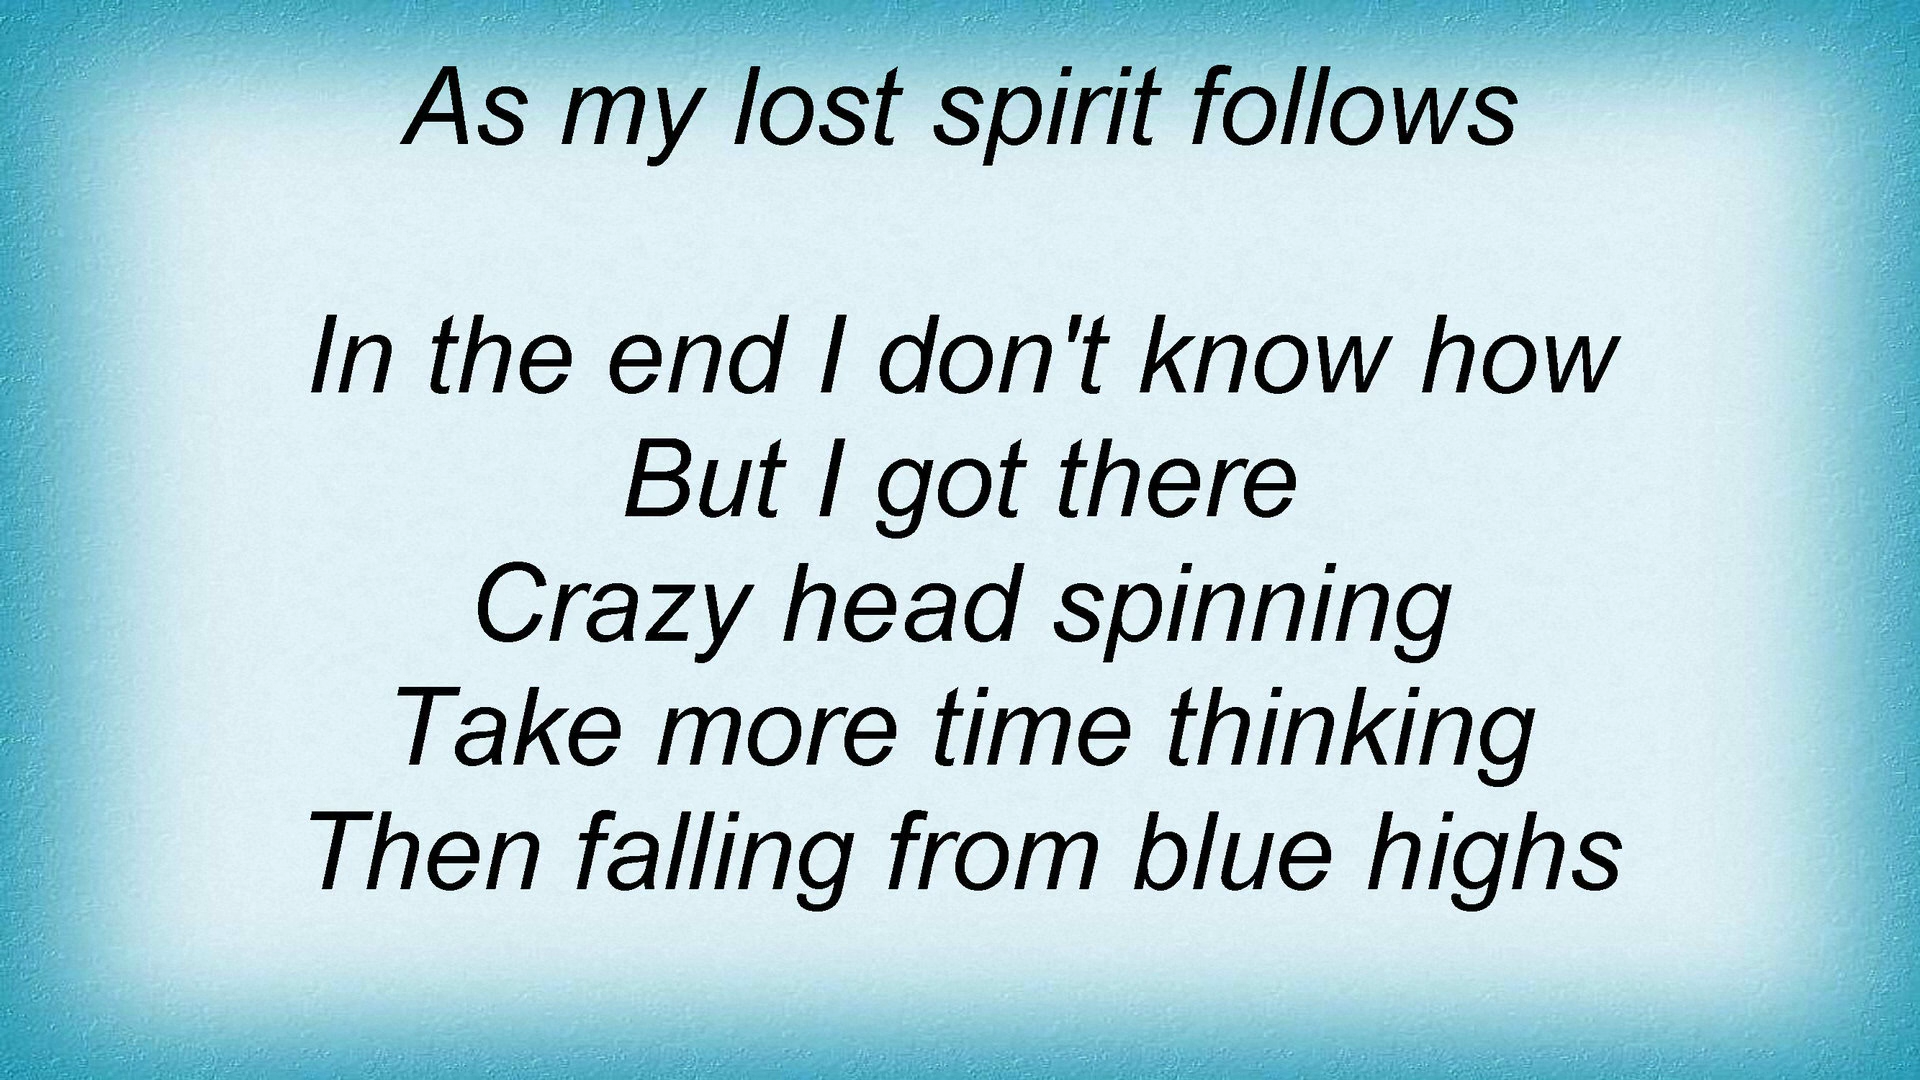 As my lost spirit follows
In the end I don't know how
But I got there
Crazy head spinning
Take more time thinking
Then falling from blue highs